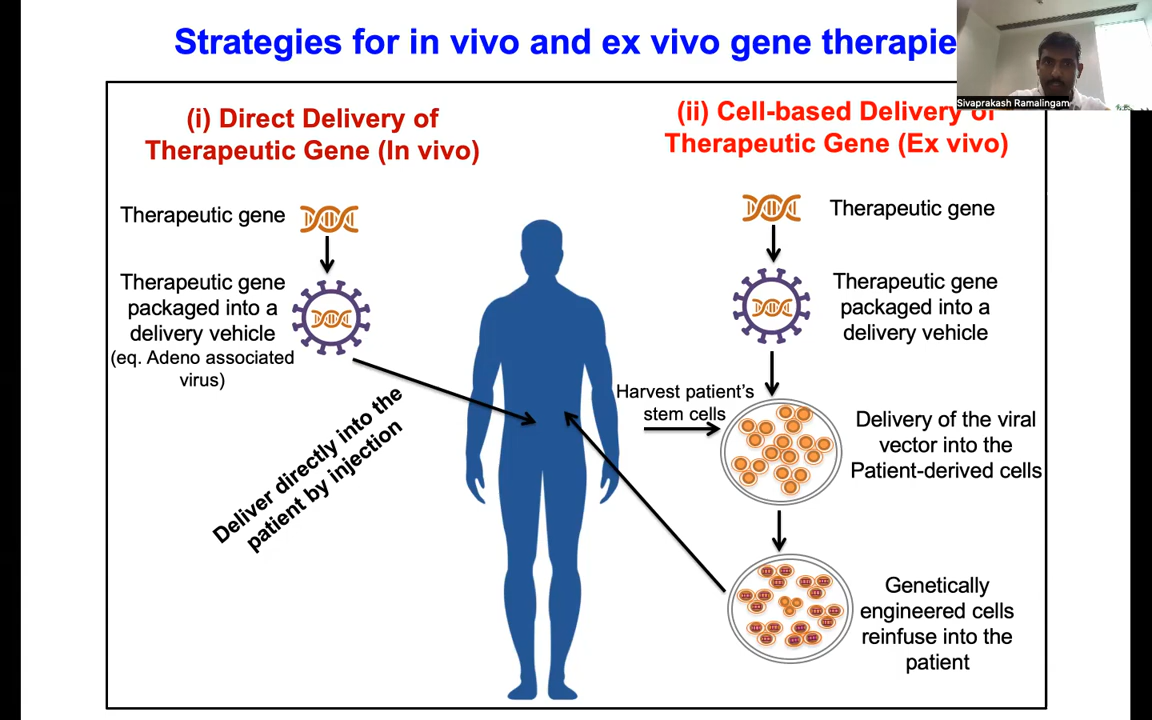 Strategies for in vivo and ex vivo gene therapie
Sivaprakash Ramalingam
(i) Direct Delivery of
Therapeutic Gene (In vivo)
Therapeutic gene
Therapeutic gene
packaged into a
delivery vehicle
(eq. Adeno associated
virus)
Deliver directly into the
patient by injection
(ii) Cell-based Delivery of
Therapeutic Gene (Ex vivo)
Therapeutic gene
Therapeutic gene
packaged into a
delivery vehicle
Harvest patient's
stem cells
Delivery of the viral
vector into the
Patient-derived cells
Genetically
engineered cells
reinfuse into the
patient